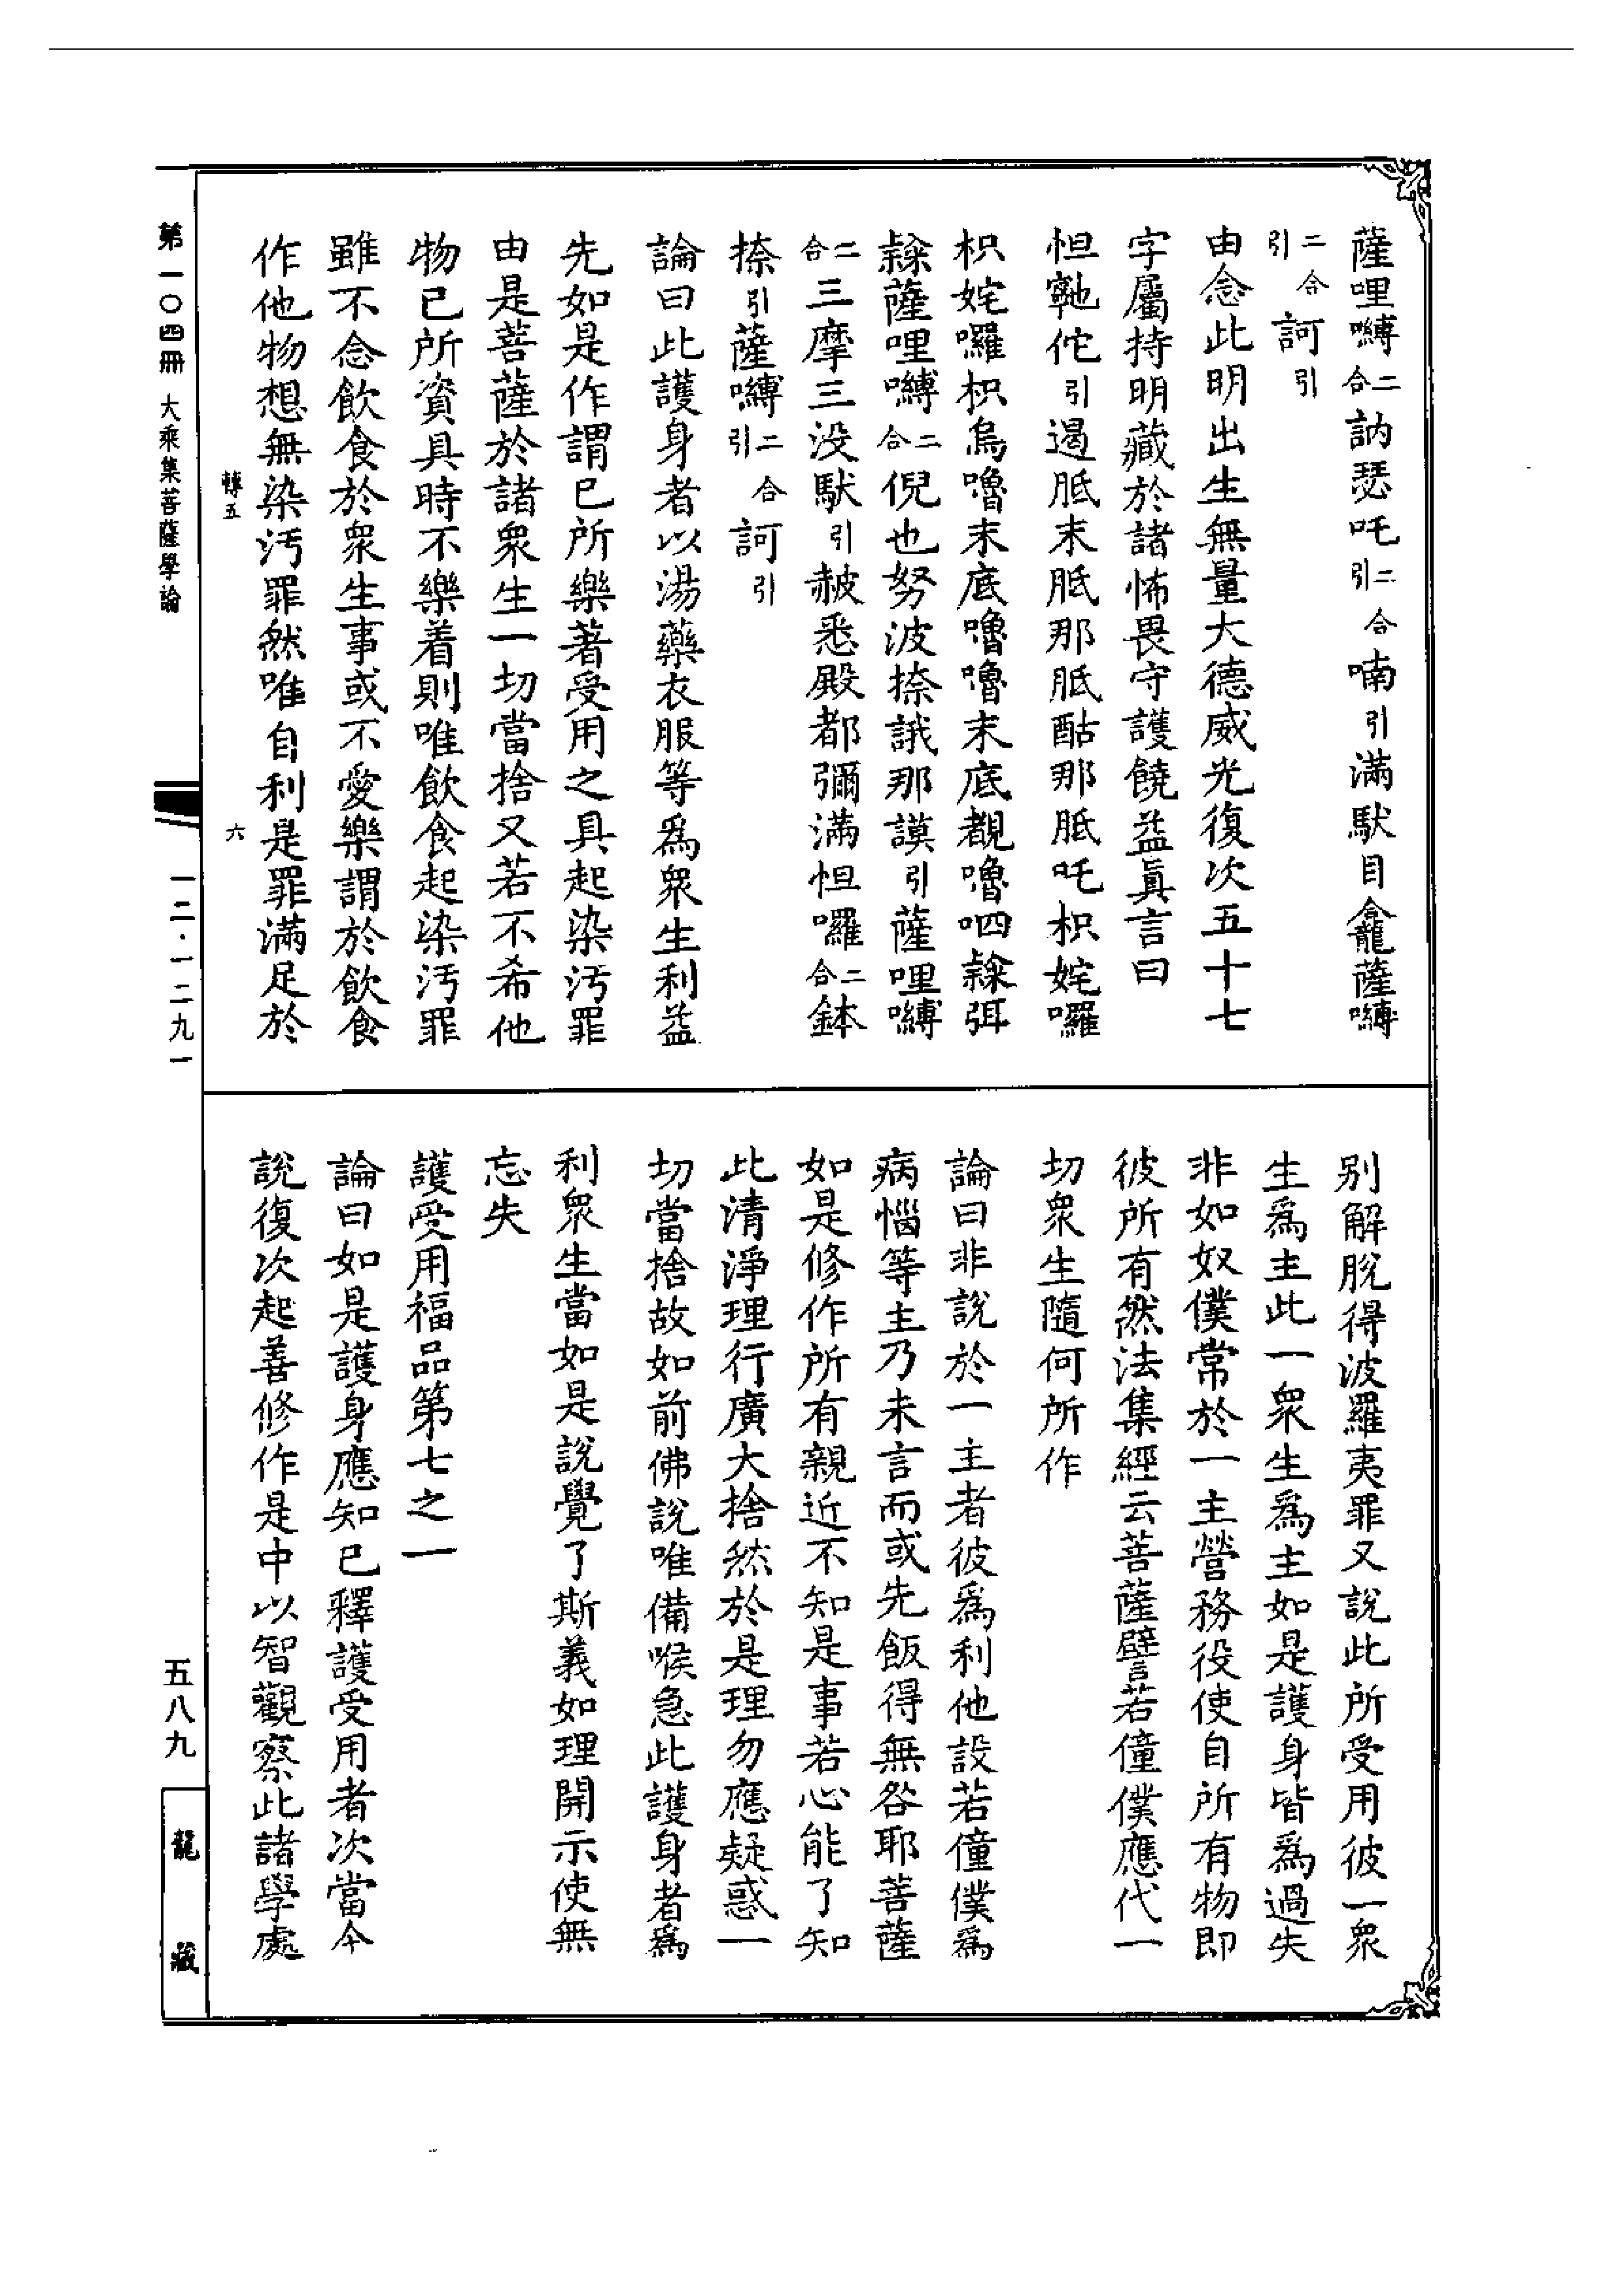 薩哩嚩二合訥瑟吒二合引喃引滿馱目龕薩嚩
二合引訶引
由念此明出生無量大德威光復次五十七
字屬持明藏於諸怖畏守護饒益眞言曰
怛鞑佗引遏胝末胝那胝酤那胝吒枳姹囉
枳姹囉枳烏嚕末底嚕嚕末底覩嚕呬
薩哩嚩二合倪也努波捺誐那謨引薩哩嚩
二合三摩三没馱引赧悉殿都彌滿怛囉二合鉢
捺引薩嚩二合引訶引
論曰此護身者以湯藥衣服等爲衆生利益
先如是作謂已所樂著受用之具起染汚罪
由是菩薩於諸衆生一切當捨又若不希他
物已所資具時不樂着則唯飲食起染汚罪
雖不念飲食於衆生事或不愛樂謂於飲食
作他物想無染汚罪然唯自利是罪滿足於
别解脫得波羅夷罪又說此所受用彼一衆
生爲主此一衆生爲主如是護身皆爲過失
非如奴僕常於一主營務役使自所有物即
彼所有然法集經云菩薩譬若僮僕應代一
切衆生隨何所作
論曰非說於一主者彼爲利他設若僮僕爲
病惱等主乃未言而或先飯得無咎耶菩薩
如是修作所有親近不知是事若心能了知
此清淨理行廣大捨然於是理勿應疑惑一
切當捨故如前佛說唯備喉急此護身者爲
利衆生當如是說覺了斯義如理開示使無
忘失
護受用福品第七之一
論曰如是護身應知已釋護受用者次當今
說復次起善修作是中以智觀察此諸學處
轉五
六
第一〇四冊 大乘集菩薩學論
一二·一二九一
五八九
龍藏